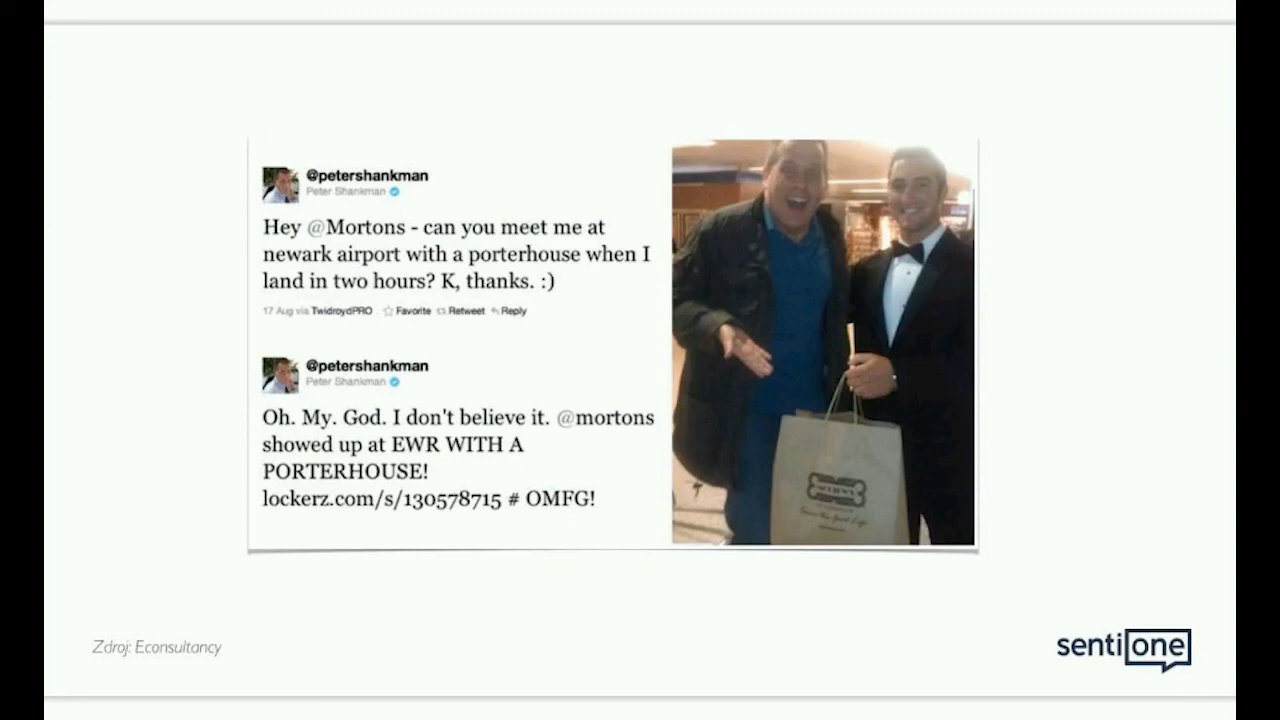 @petershankman
Peter Shankman
Hey @Mortons - can you meet me at
newark airport with a porterhouse when I
land in two hours? K, thanks. :)
17 Aug via TwidroydPRO Favorite Retweet Reply
@petershankman
Peter Shankman
Oh. My. God. I don't believe it. @mortons
showed up at EWR WITH A
PORTERHOUSE!
lockerz.com/s/130578715 # OMFG!
Zdroj: Econsultancy
sentione